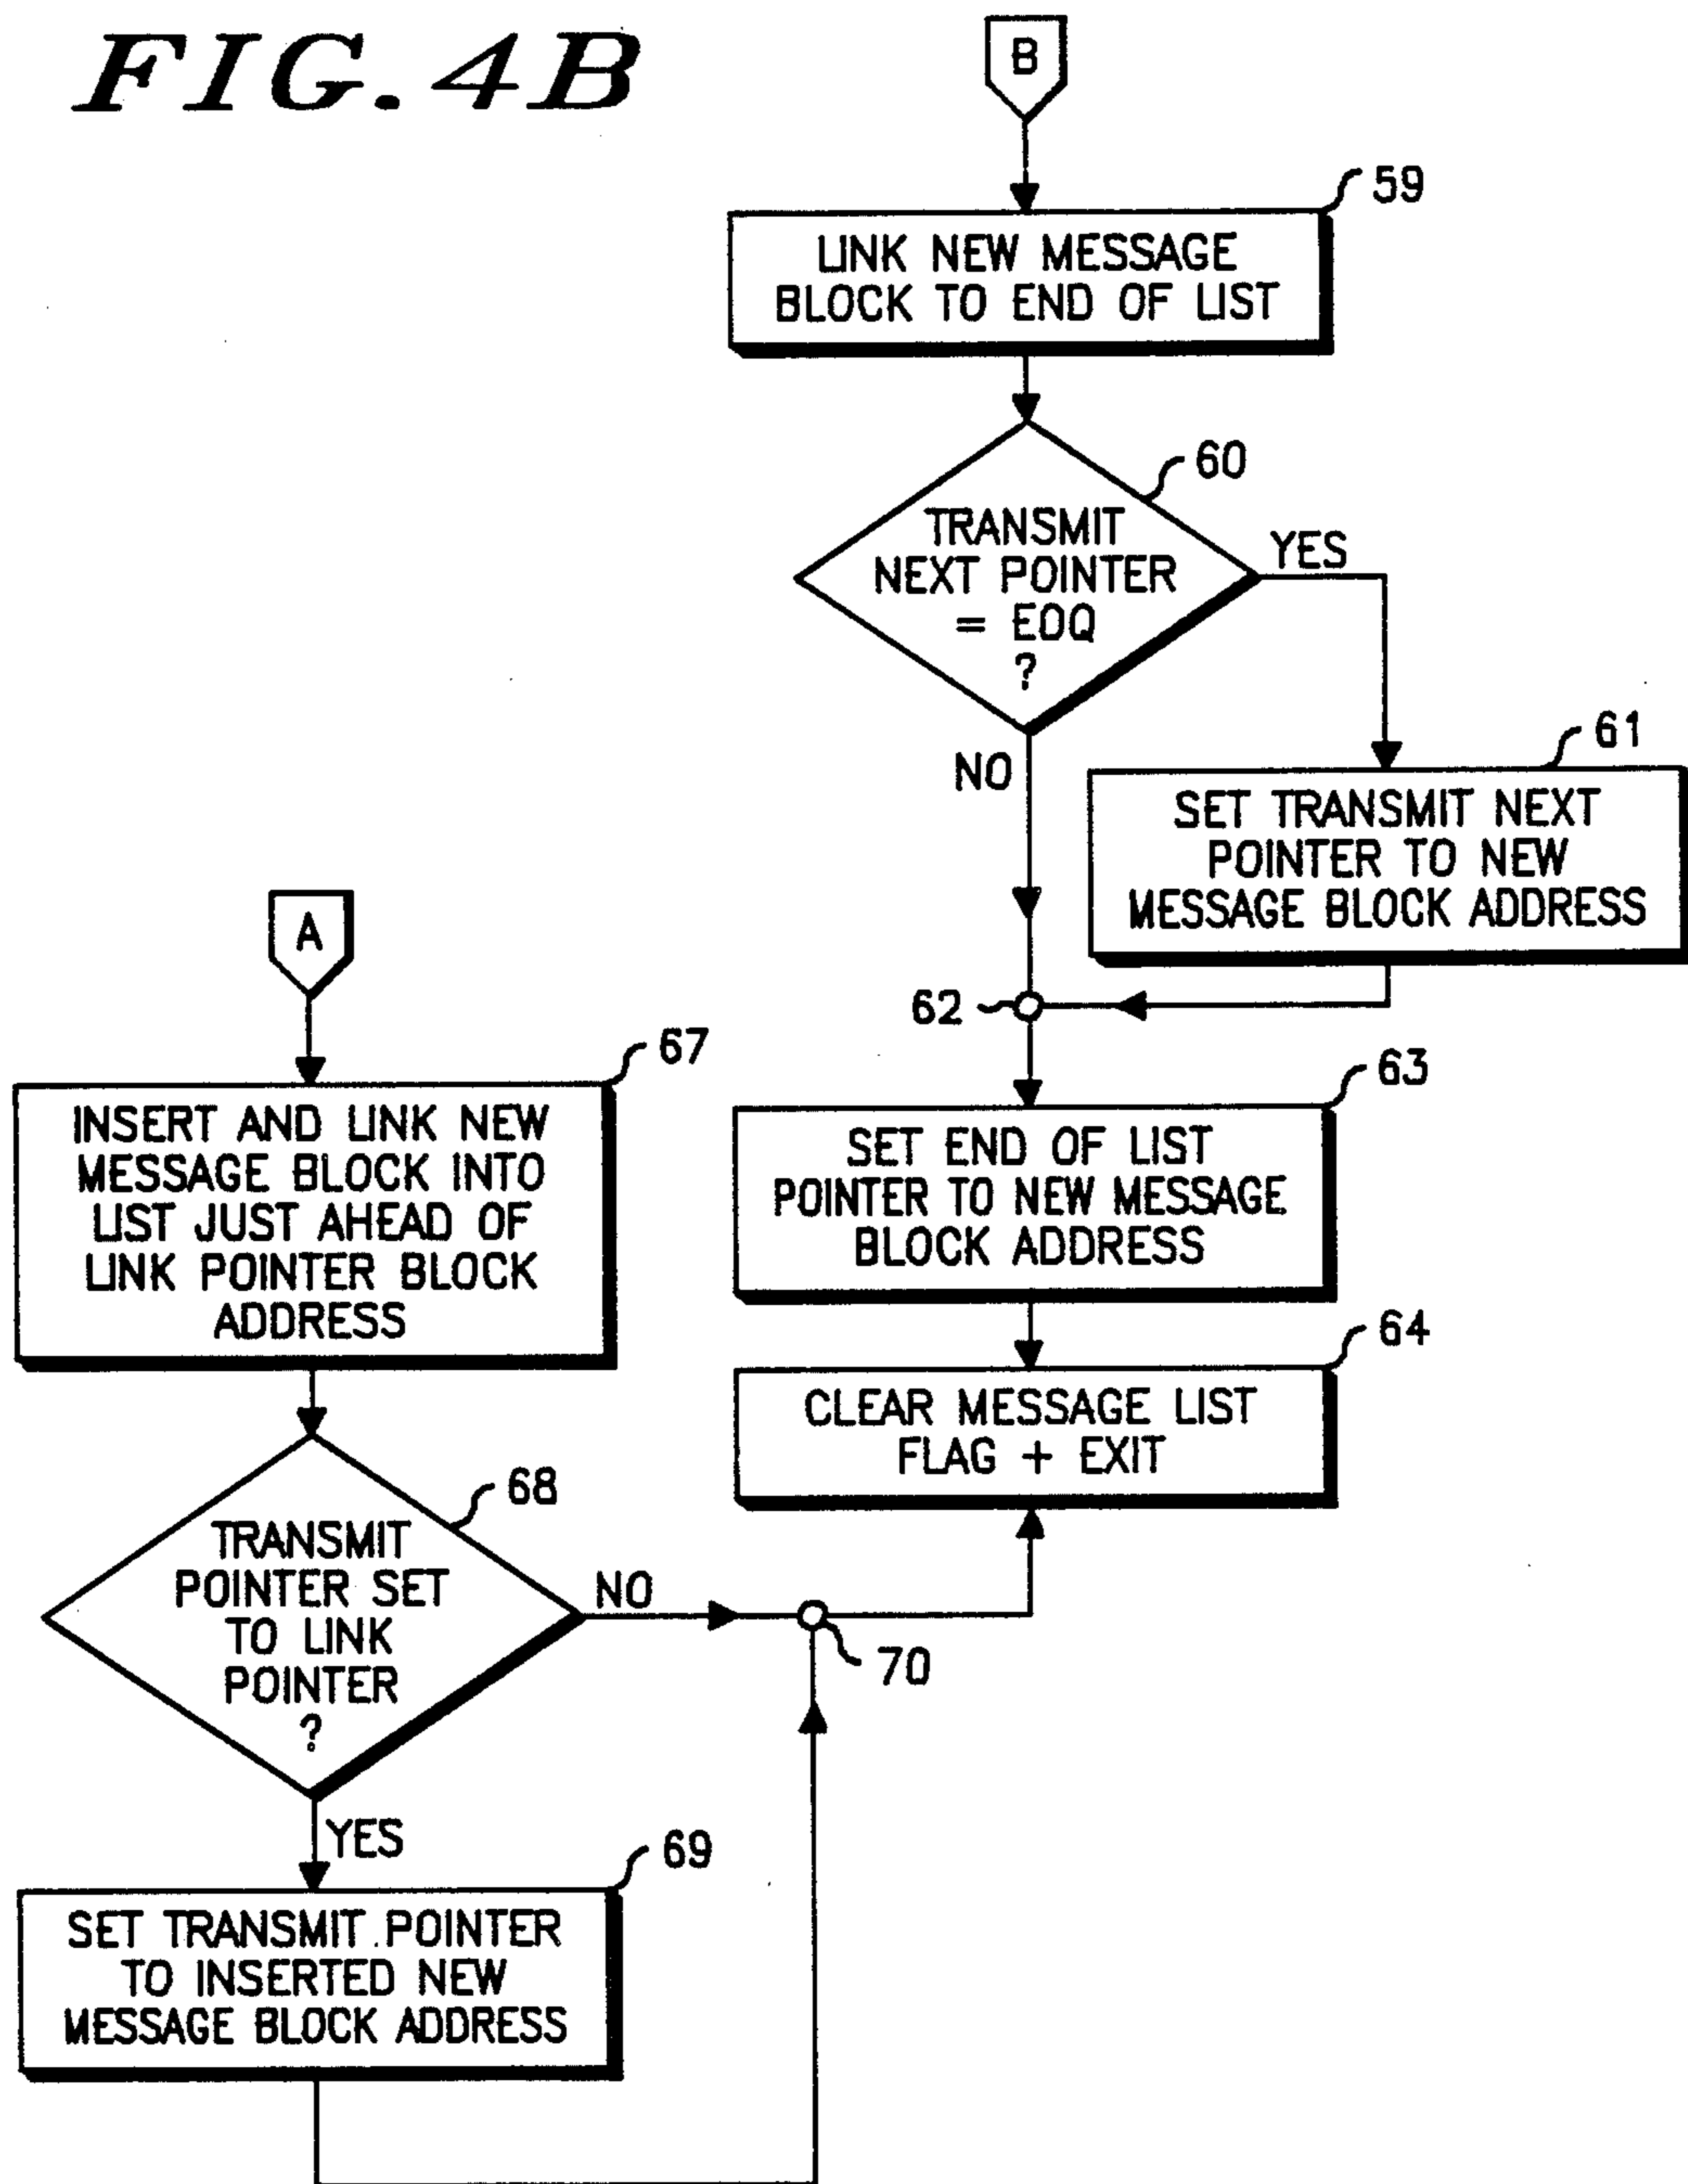 FIG. 4B
B
59
LINK NEW MESSAGE
BLOCK TO END OF LIST
60
TRANSMIT
NEXT POINTER
= EOQ
?
YES
NO
61
SET TRANSMIT NEXT
POINTER TO NEW
MESSAGE BLOCK ADDRESS
62
63
SET END OF LIST
POINTER TO NEW MESSAGE
BLOCK ADDRESS
64
CLEAR MESSAGE LIST
FLAG + EXIT
A
67
INSERT AND LINK NEW
MESSAGE BLOCK INTO
LIST JUST AHEAD OF
LINK POINTER BLOCK
ADDRESS
68
TRANSMIT
POINTER SET
TO LINK
POINTER
?
NO
70
YES
69
SET TRANSMIT POINTER
TO INSERTED NEW
MESSAGE BLOCK ADDRESS